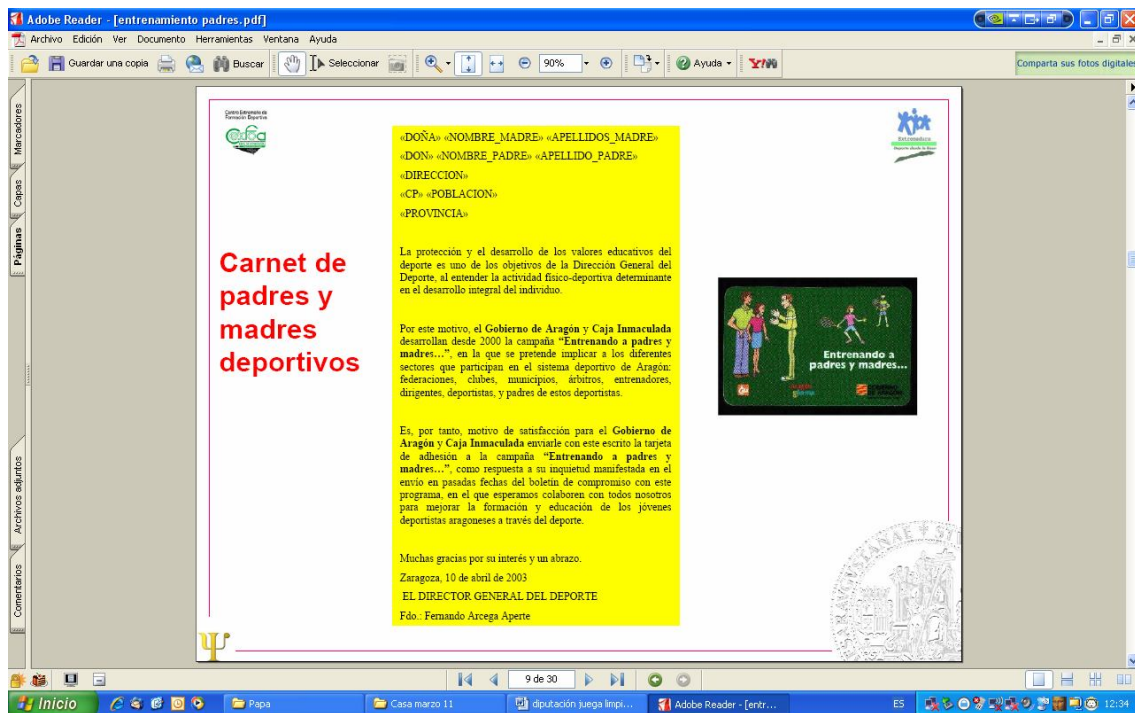 Adobe Reader - [entrenamiento padres.pdf]
Archivo Edición Ver Documento Herramientas Ventana Ayuda
Guardar una copia Buscar Seleccionar 90% Ayuda Y! Comparta sus fotos digitales
Marcadores
Capas
Páginas
Archivos adjuntos
Comentarios
Centro Extremeño de
Formación Deportiva
Extremadura
Carnet de
padres y
madres
deportivos
«DOÑA» «NOMBRE_MADRE» «APELLIDOS_MADRE»
«DON» «NOMBRE_PADRE» «APELLIDO_PADRE»
«DIRECCION»
«CP» «POBLACION»
«PROVINCIA»
La protección y el desarrollo de los valores educativos del
deporte es uno de los objetivos de la Dirección General del
Deporte, al entender la actividad físico-deportiva determinante
en el desarrollo integral del individuo.
Por este motivo, el Gobierno de Aragón y Caja Inmaculada
desarrollan desde 2000 la campaña “Entrenando a padres y
madres…”, en la que se pretende implicar a los diferentes
sectores que participan en el sistema deportivo de Aragón:
federaciones, clubes, municipios, árbitros, entrenadores,
dirigentes, deportistas, y padres de estos deportistas.
Es, por tanto, motivo de satisfacción para el Gobierno de
Aragón y Caja Inmaculada enviarle con este escrito la tarjeta
de adhesión a la campaña “Entrenando a padres y
madres…”, como respuesta a su inquietud manifestada en el
envío en pasadas fechas del boletín de compromiso con este
programa, en el que esperamos colaboren con todos nosotros
para mejorar la formación y educación de los jóvenes
deportistas aragoneses a través del deporte.
Muchas gracias por su interés y un abrazo.
Zaragoza, 10 de abril de 2003
EL DIRECTOR GENERAL DEL DEPORTE
Fdo.: Fernando Arcega Aperte
Entrenando a
padres y madres...
Ψ
9 de 30
Inicio Papa Casa marzo 11 diputación juega limpi... Adobe Reader - [entr... ES 12:34